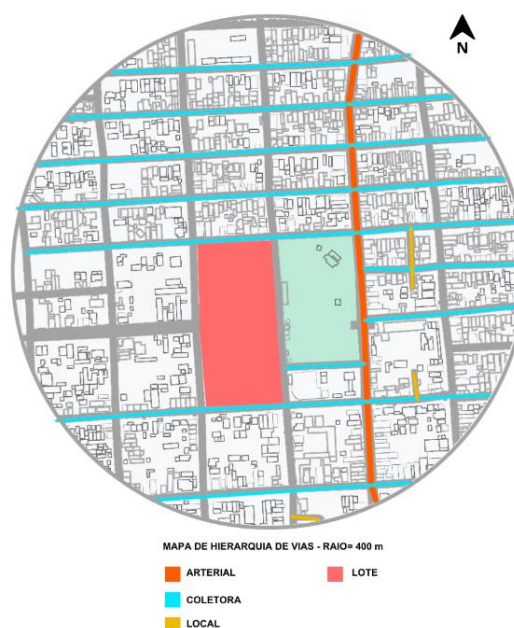 N
MAPA DE HIERARQUIA DE VIAS - RAIO= 400 m
ARTERIAL
LOTE
COLETORA
LOCAL